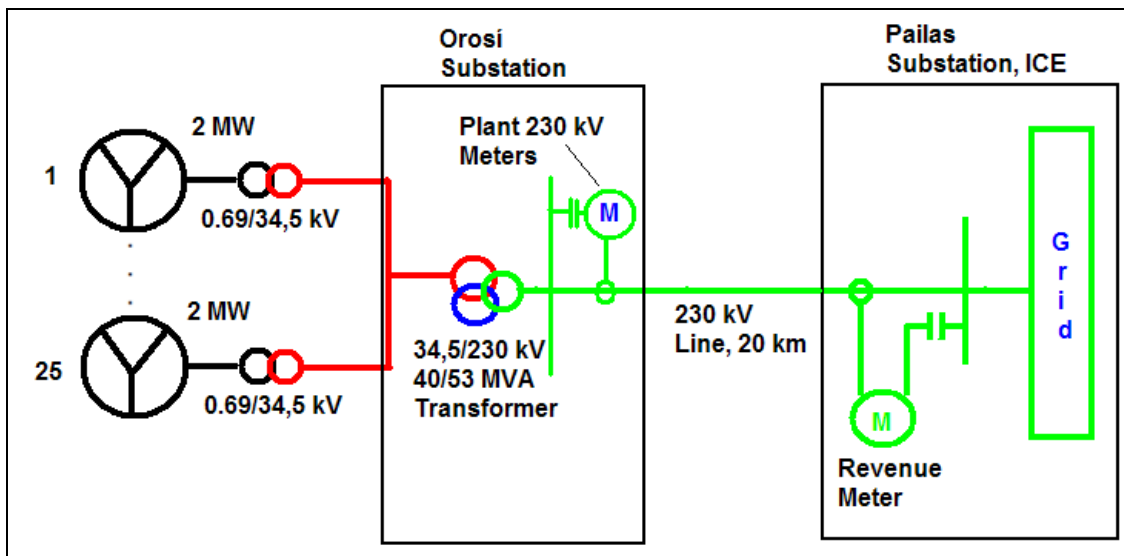 Orosí
Substation
Pailas
Substation, ICE
Plant 230 kV
Meters
2 MW
1
0.69/34,5 kV
M
2 MW
25
0.69/34,5 kV
34,5/230 kV
40/53 MVA
Transformer
230 kV
Line, 20 km
M
Revenue
Meter
G
r
i
d